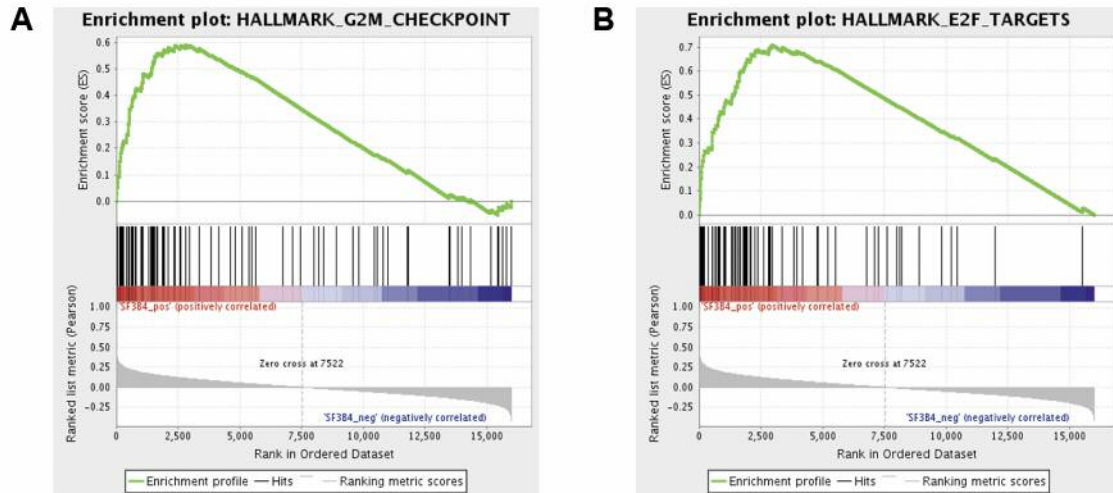 A
Enrichment plot: HALLMARK_G2M_CHECKPOINT
Enrichment score (ES)
0.6
0.5
0.4
0.3
0.2
0.1
0.0
Ranked list metric (Pearson)
1.00
0.75
0.50
0.25
0.00
-0.25
'SF3B4_pos' (positively correlated)
Zero cross at 7522
'SF3B4_neg' (negatively correlated)
0 2,500 5,000 7,500 10,000 12,500 15,000
Rank in Ordered Dataset
Enrichment profile Hits Ranking metric scores
B
Enrichment plot: HALLMARK_E2F_TARGETS
Enrichment score (ES)
0.7
0.6
0.5
0.4
0.3
0.2
0.1
0.0
Ranked list metric (Pearson)
1.00
0.75
0.50
0.25
0.00
-0.25
'SF3B4_pos' (positively correlated)
Zero cross at 7522
'SF3B4_neg' (negatively correlated)
0 2,500 5,000 7,500 10,000 12,500 15,000
Rank in Ordered Dataset
Enrichment profile Hits Ranking metric scores